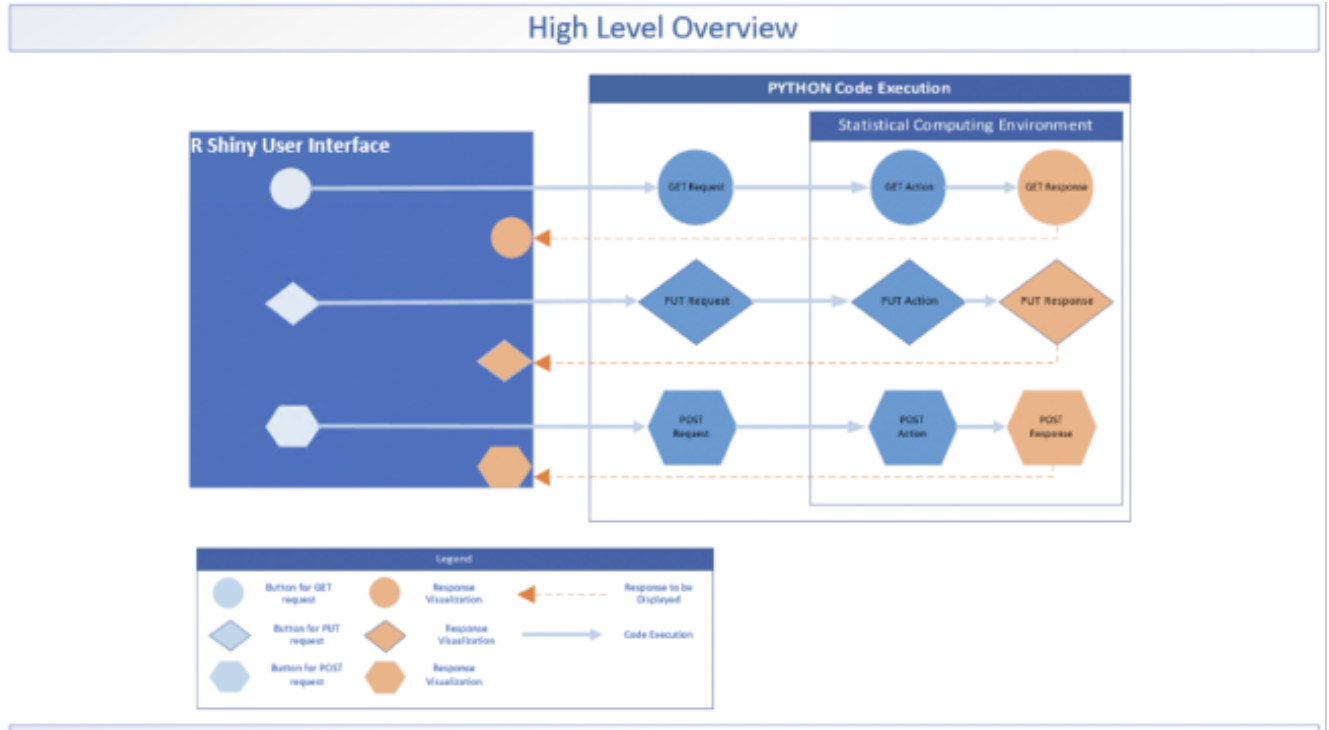 High Level Overview
PYTHON Code Execution
Statistical Computing Environment
R Shiny User Interface
GET Request
GET Action
GET Response
PUT Request
PUT Action
PUT Response
POST
Request
POST
Action
POST
Response
Legend
Button for GET
request
Response
Visualization
Response to be
Displayed
Button for PUT
request
Response
Visualization
Code Execution
Button for POST
request
Response
Visualization